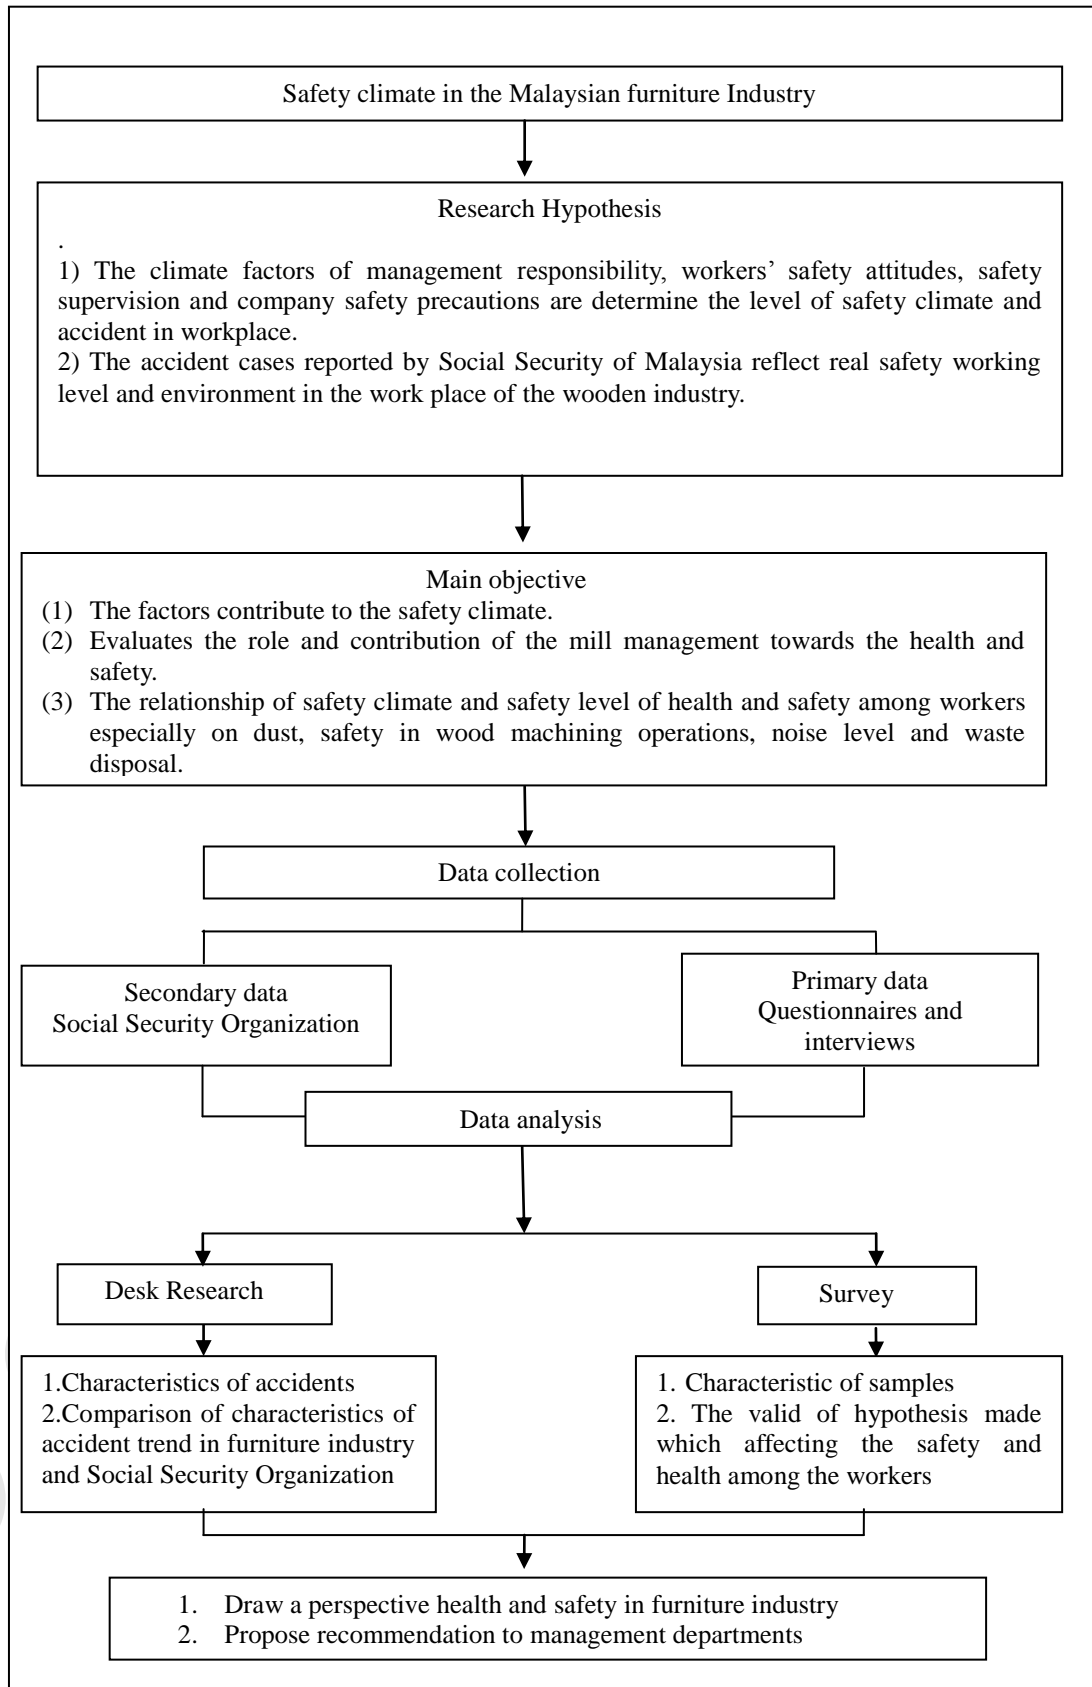 Safety climate in the Malaysian furniture Industry
Research Hypothesis
.
1) The climate factors of management responsibility, workers’ safety attitudes, safety
supervision and company safety precautions are determine the level of safety climate and
accident in workplace.
2) The accident cases reported by Social Security of Malaysia reflect real safety working
level and environment in the work place of the wooden industry.
Main objective
(1) The factors contribute to the safety climate.
(2) Evaluates the role and contribution of the mill management towards the health and
safety.
(3) The relationship of safety climate and safety level of health and safety among workers
especially on dust, safety in wood machining operations, noise level and waste
disposal.
Data collection
Secondary data
Social Security Organization
Primary data
Questionnaires and
interviews
Data analysis
Desk Research
Survey
1.Characteristics of accidents
2.Comparison of characteristics of
accident trend in furniture industry
and Social Security Organization
1. Characteristic of samples
2. The valid of hypothesis made
which affecting the safety and
health among the workers
1. Draw a perspective health and safety in furniture industry
2. Propose recommendation to management departments